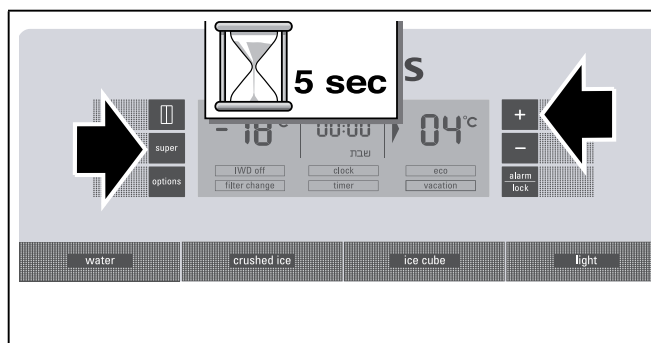 5 sec
S
super
options
-18°C
00:00
04°C
שבת
IWD off
clock
eco
filter change
timer
vacation
+
−
alarm
lock
water
crushed ice
ice cube
light